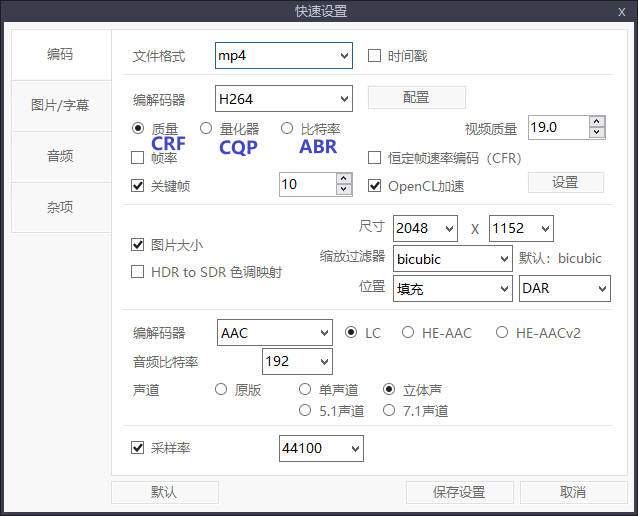 快速设置 X
编码
图片/字幕
音频
杂项
文件格式 mp4 时间戳
编解码器 H264 配置
质量 量化器 比特率 视频质量 19.0
CRF CQP ABR
帧率 恒定帧速率编码（CFR）
关键帧 10 OpenCL加速 设置
尺寸 2048 X 1152
图片大小
缩放过滤器 bicubic 默认：bicubic
HDR to SDR 色调映射
位置 填充 DAR
编解码器 AAC LC HE-AAC HE-AACv2
音频比特率 192
声道 原版 单声道 立体声
5.1声道 7.1声道
采样率 44100
默认 保存设置 取消